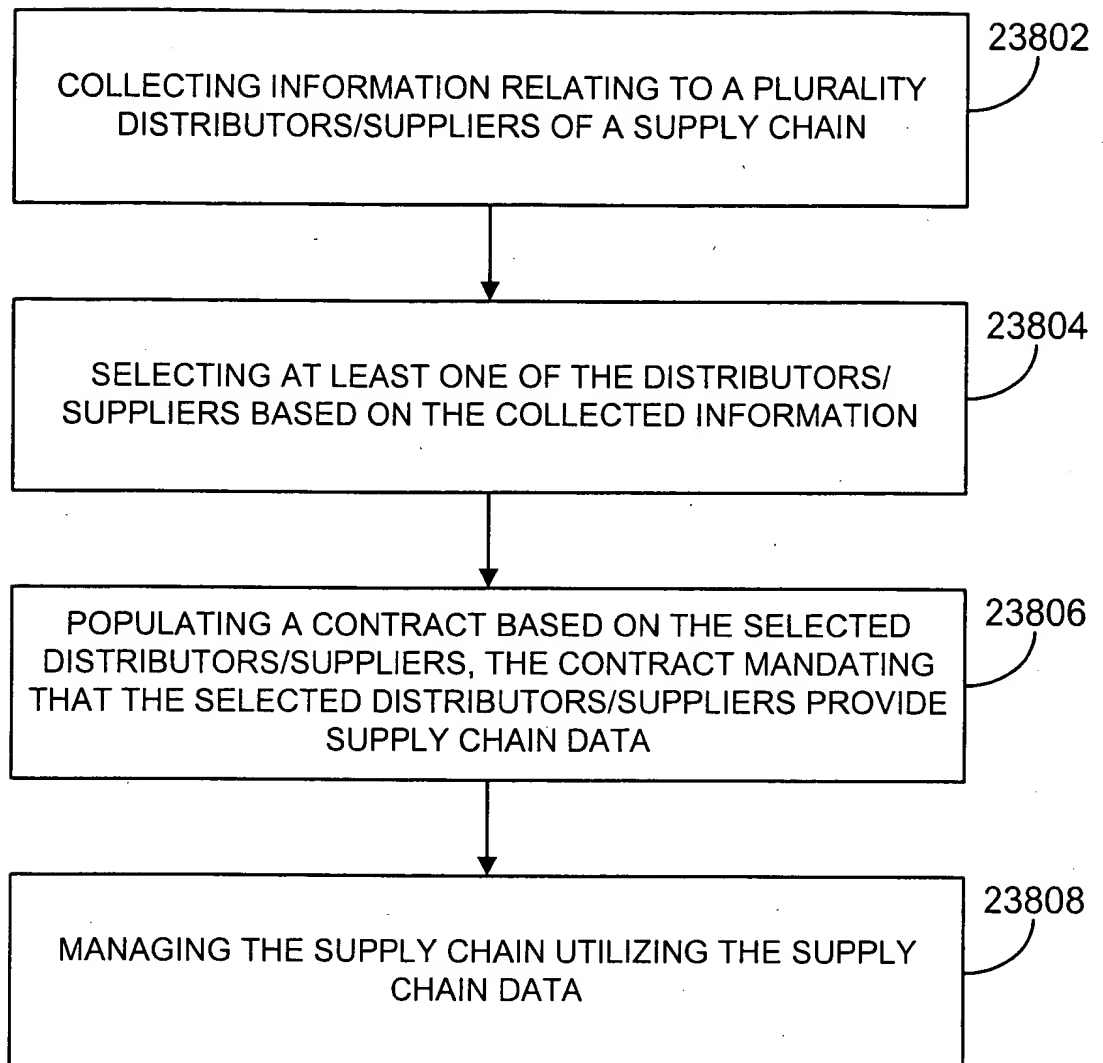 23802
COLLECTING INFORMATION RELATING TO A PLURALITY
DISTRIBUTORS/SUPPLIERS OF A SUPPLY CHAIN
23804
SELECTING AT LEAST ONE OF THE DISTRIBUTORS/
SUPPLIERS BASED ON THE COLLECTED INFORMATION
23806
POPULATING A CONTRACT BASED ON THE SELECTED
DISTRIBUTORS/SUPPLIERS, THE CONTRACT MANDATING
THAT THE SELECTED DISTRIBUTORS/SUPPLIERS PROVIDE
SUPPLY CHAIN DATA
23808
MANAGING THE SUPPLY CHAIN UTILIZING THE SUPPLY
CHAIN DATA